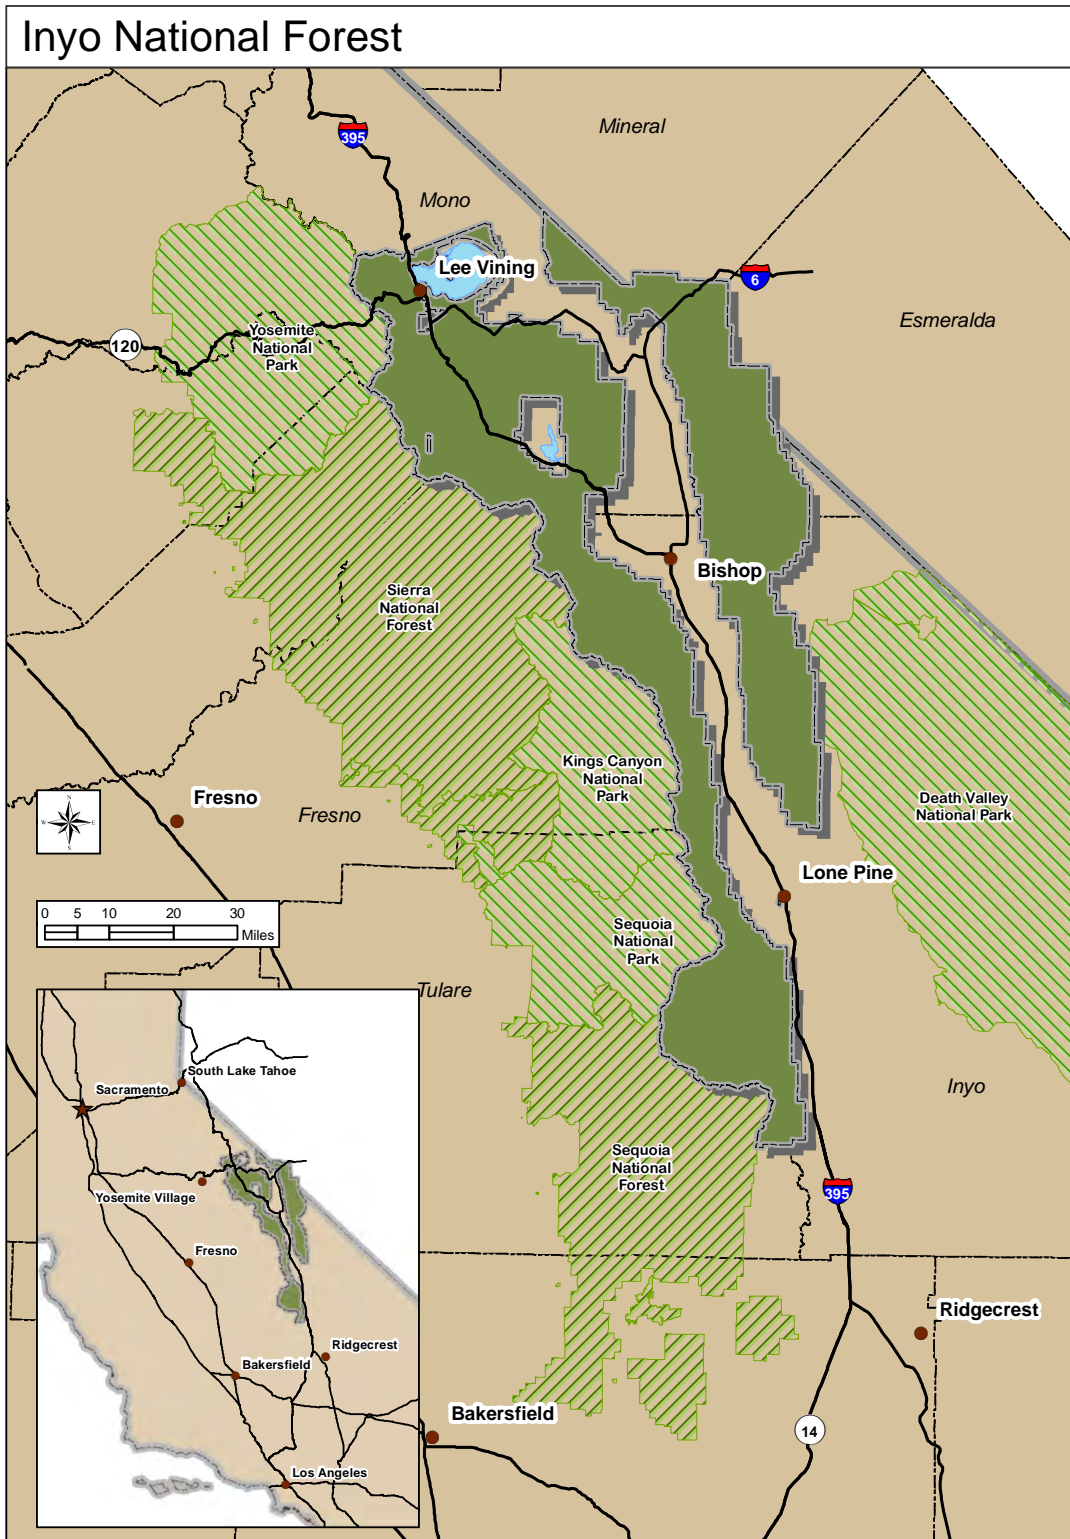 Inyo National Forest
Mineral
395
Mono
Lee Vining
6
Esmeralda
Yosemite
National
Park
120
Bishop
Sierra
National
Forest
Kings Canyon
National
Park
Death Valley
National Park
Fresno
Fresno
N
W
E
S
Lone Pine
0
5
10
20
30
Miles
Sequoia
National
Park
Tulare
Inyo
South Lake Tahoe
Sacramento
Sequoia
National
Forest
395
Yosemite Village
Fresno
Ridgecrest
Ridgecrest
Bakersfield
Bakersfield
14
Los Angeles